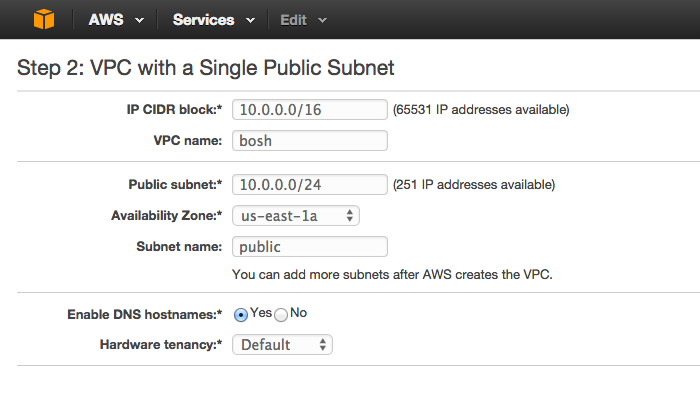 AWS Services Edit
Step 2: VPC with a Single Public Subnet
IP CIDR block:* 10.0.0.0/16 (65531 IP addresses available)
VPC name: bosh
Public subnet:* 10.0.0.0/24 (251 IP addresses available)
Availability Zone:* us-east-1a
Subnet name: public
You can add more subnets after AWS creates the VPC.
Enable DNS hostnames:* Yes No
Hardware tenancy:* Default